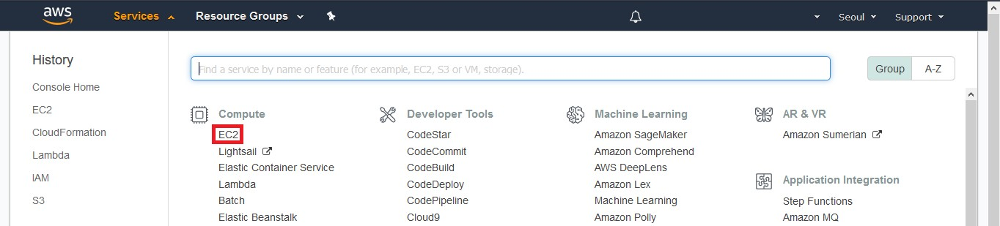 aws Services Resource Groups Seoul Support
History
Console Home
EC2
CloudFormation
Lambda
IAM
S3
Find a service by name or feature (for example, EC2, S3 or VM, storage).
Group A-Z
Compute
EC2
Lightsail
Elastic Container Service
Lambda
Batch
Elastic Beanstalk
Developer Tools
CodeStar
CodeCommit
CodeBuild
CodeDeploy
CodePipeline
Cloud9
Machine Learning
Amazon SageMaker
Amazon Comprehend
AWS DeepLens
Amazon Lex
Machine Learning
Amazon Polly
AR & VR
Amazon Sumerian
Application Integration
Step Functions
Amazon MQ